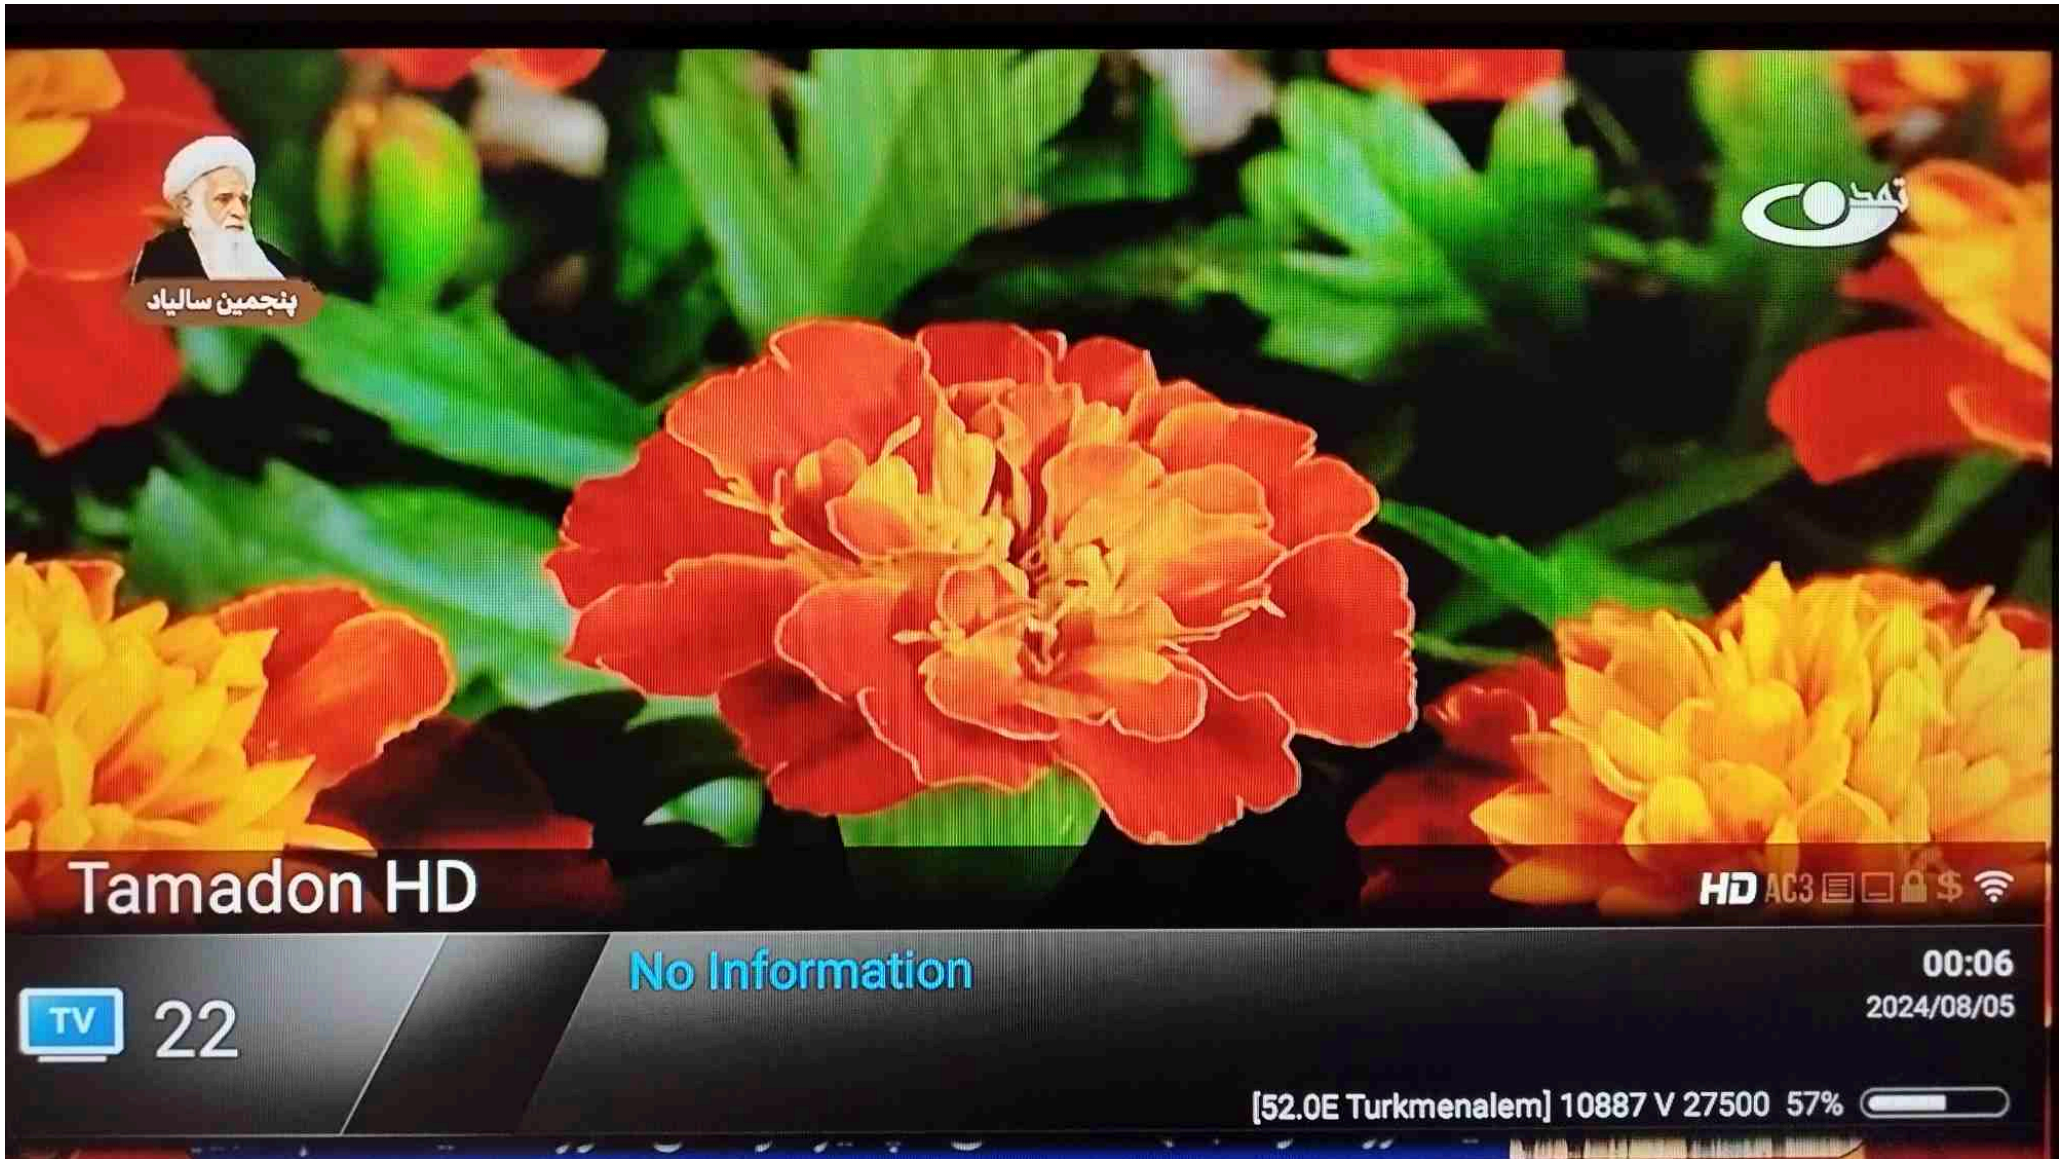 تمدن
پنجمین سالیاد
Tamadon HD
HD AC3 $
No Information
00:06
2024/08/05
TV 22
[52.0E Turkmenalem] 10887 V 27500 57%